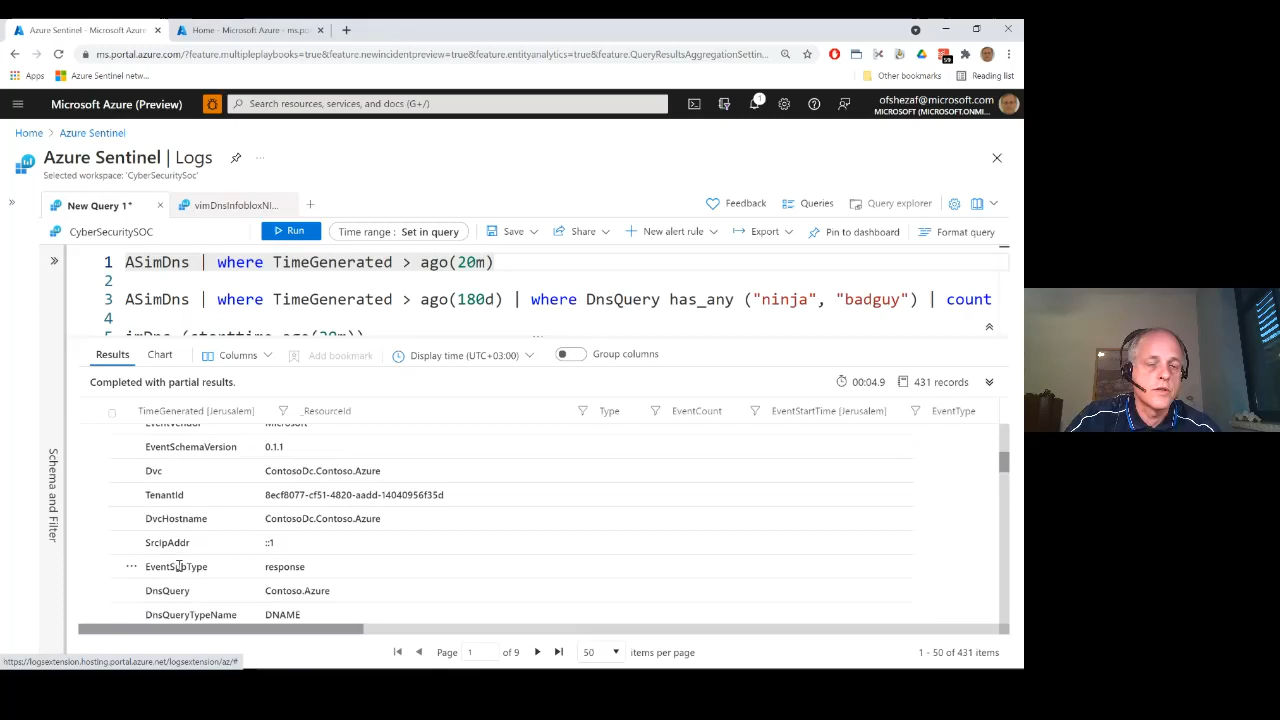 Azure Sentinel - Microsoft Azure
Home - Microsoft Azure - ms.po
ms.portal.azure.com/?feature.multipleplaybooks=true&feature.newincidentpreview=true&feature.entityanalytics=true&feature.QueryResultsAggregationSettin...
59
Apps
Azure Sentinel netw...
Other bookmarks
Reading list
Microsoft Azure (Preview)
Search resources, services, and docs (G+/)
1
ofshezaf@microsoft.com
MICROSOFT (MICROSOFT.ONMI...
Home > Azure Sentinel
Azure Sentinel | Logs
Selected workspace: 'CyberSecuritySoc'
New Query 1*
vimDnsInfobloxNI...
Feedback
Queries
Query explorer
CyberSecuritySOC
Run
Time range : Set in query
Save
Share
New alert rule
Export
Pin to dashboard
Format query
1 ASimDns | where TimeGenerated > ago(20m)
2
3 ASimDns | where TimeGenerated > ago(180d) | where DnsQuery has_any ("ninja", "badguy") | count
4
Results
Chart
Columns
Add bookmark
Display time (UTC+03:00)
Group columns
Completed with partial results.
00:04.9
431 records
TimeGenerated [Jerusalem]
_ResourceId
Type
EventCount
EventStartTime [Jerusalem]
EventType
EventVendor Microsoft
EventSchemaVersion 0.1.1
Dvc ContosoDc.Contoso.Azure
TenantId 8ecf8077-cf51-4820-aadd-14040956f35d
DvcHostname ContosoDc.Contoso.Azure
SrcIpAddr ::1
EventSubType response
DnsQuery Contoso.Azure
DnsQueryTypeName DNAME
Schema and Filter
https://logsextension.hosting.portal.azure.net/logsextension/az/#
Page 1 of 9
50 items per page
1 - 50 of 431 items